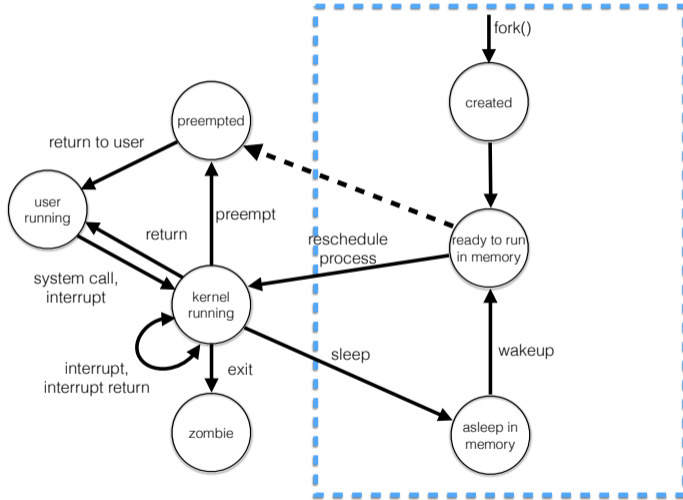 fork()
created
preempted
return to user
user
running
preempt
return
ready to run
in memory
reschedule
process
system call,
interrupt
kernel
running
sleep
wakeup
interrupt,
interrupt return
exit
zombie
asleep in
memory